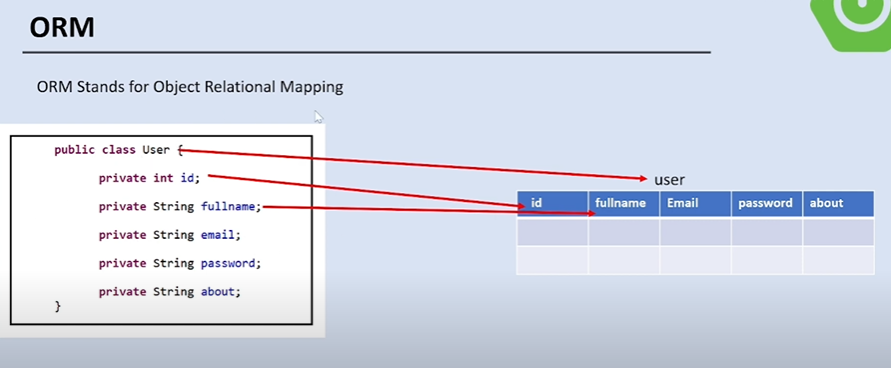 ORM
ORM Stands for Object Relational Mapping
public class User {
private int id;
private String fullname;
private String email;
private String password;
private String about;
}
user
id fullname Email password about